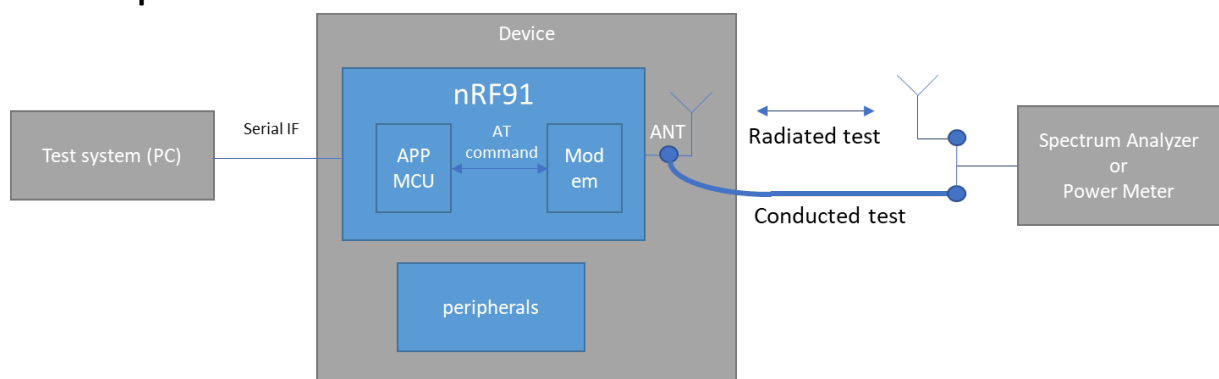 Device
nRF91
Test system (PC)
Serial IF
APP
MCU
AT
command
Mod
em
ANT
Radiated test
Conducted test
Spectrum Analyzer
or
Power Meter
peripherals